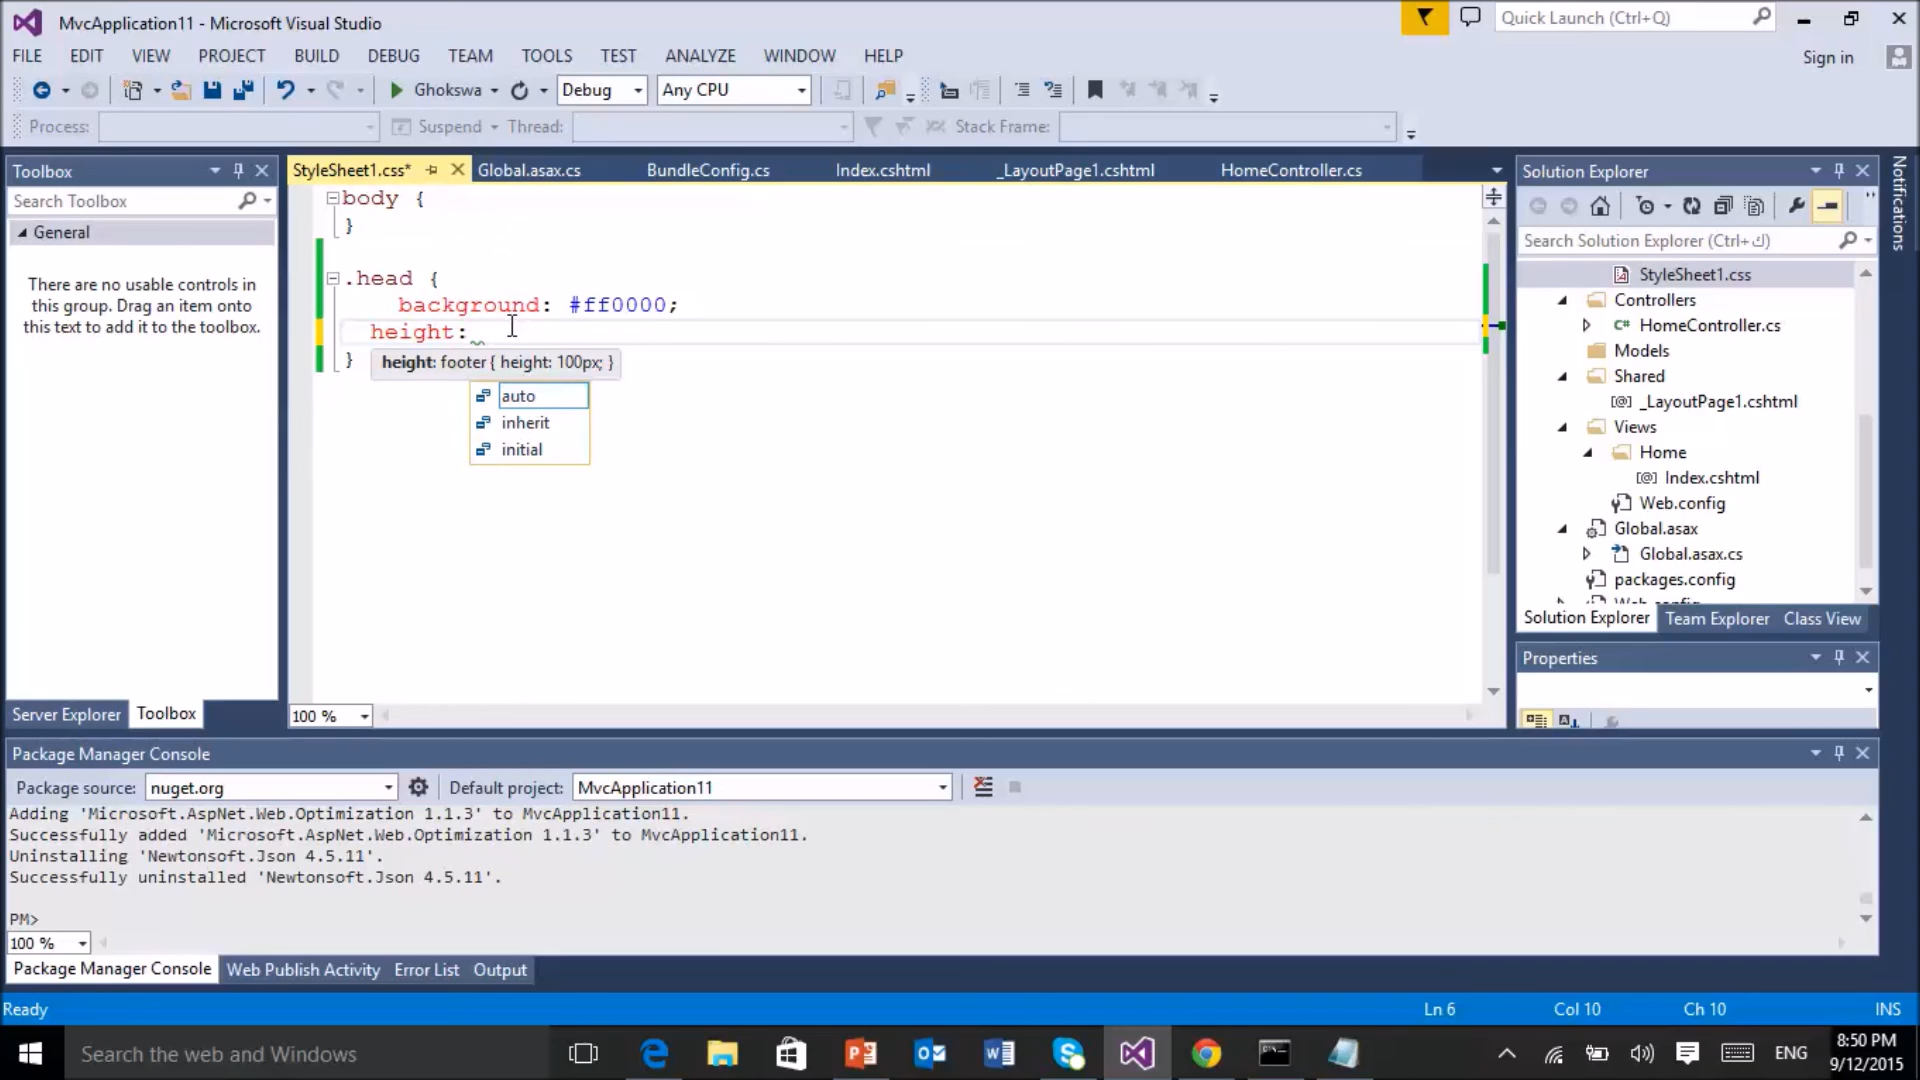 MvcApplication11 - Microsoft Visual Studio
Quick Launch (Ctrl+Q)
FILE EDIT VIEW PROJECT BUILD DEBUG TEAM TOOLS TEST ANALYZE WINDOW HELP
Sign in
Ghokswa Debug Any CPU
Process: Suspend Thread: Stack Frame:
Toolbox
Search Toolbox
General
There are no usable controls in
this group. Drag an item onto
this text to add it to the toolbox.
Server Explorer Toolbox
StyleSheet1.css* Global.asax.cs BundleConfig.cs Index.cshtml _LayoutPage1.cshtml HomeController.cs
body {
}
.head {
background: #ff0000;
height:
}
height: footer { height: 100px; }
auto
inherit
initial
100 %
Solution Explorer
Search Solution Explorer (Ctrl+ك)
StyleSheet1.css
Controllers
C# HomeController.cs
Models
Shared
[@] _LayoutPage1.cshtml
Views
Home
[@] Index.cshtml
Web.config
Global.asax
Global.asax.cs
packages.config
Web.config
Solution Explorer Team Explorer Class View
Properties
Notifications
Package Manager Console
Package source: nuget.org Default project: MvcApplication11
Adding 'Microsoft.AspNet.Web.Optimization 1.1.3' to MvcApplication11.
Successfully added 'Microsoft.AspNet.Web.Optimization 1.1.3' to MvcApplication11.
Uninstalling 'Newtonsoft.Json 4.5.11'.
Successfully uninstalled 'Newtonsoft.Json 4.5.11'.
PM>
100 %
Package Manager Console Web Publish Activity Error List Output
Ready Ln 6 Col 10 Ch 10 INS
Search the web and Windows
ENG
8:50 PM
9/12/2015